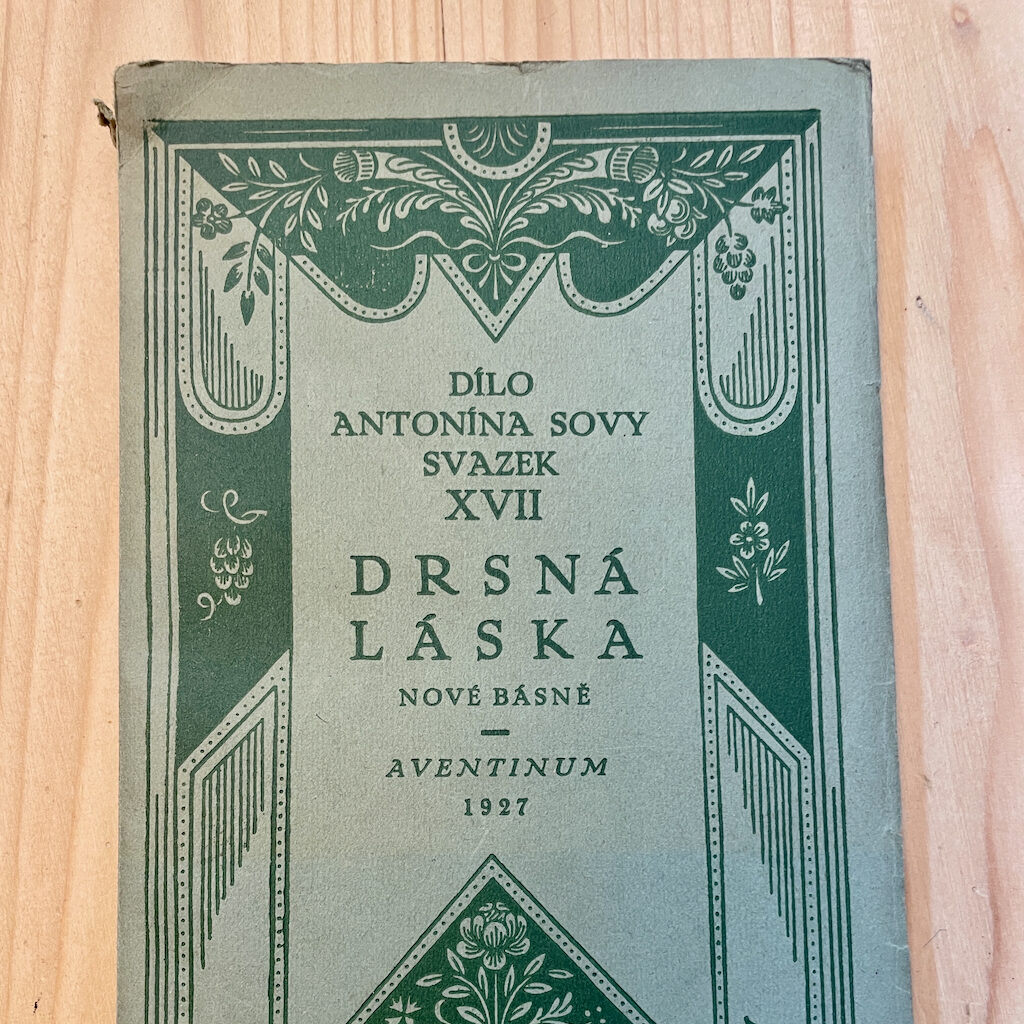 DÍLO
ANTONÍNA SOVY
SVAZEK
XVII
DRSNÁ
LÁSKA
NOVÉ BÁSNĚ
AVENTINUM
1927